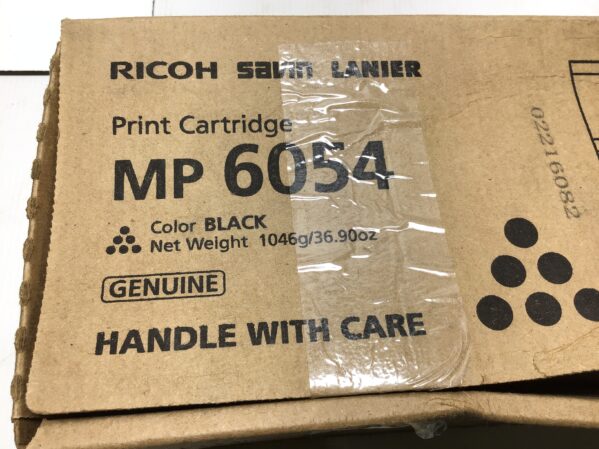 RICOH savin LANIER
Print Cartridge
MP 6054
Color BLACK
Net Weight 1046g/36.90oz
GENUINE
HANDLE WITH CARE
02216082